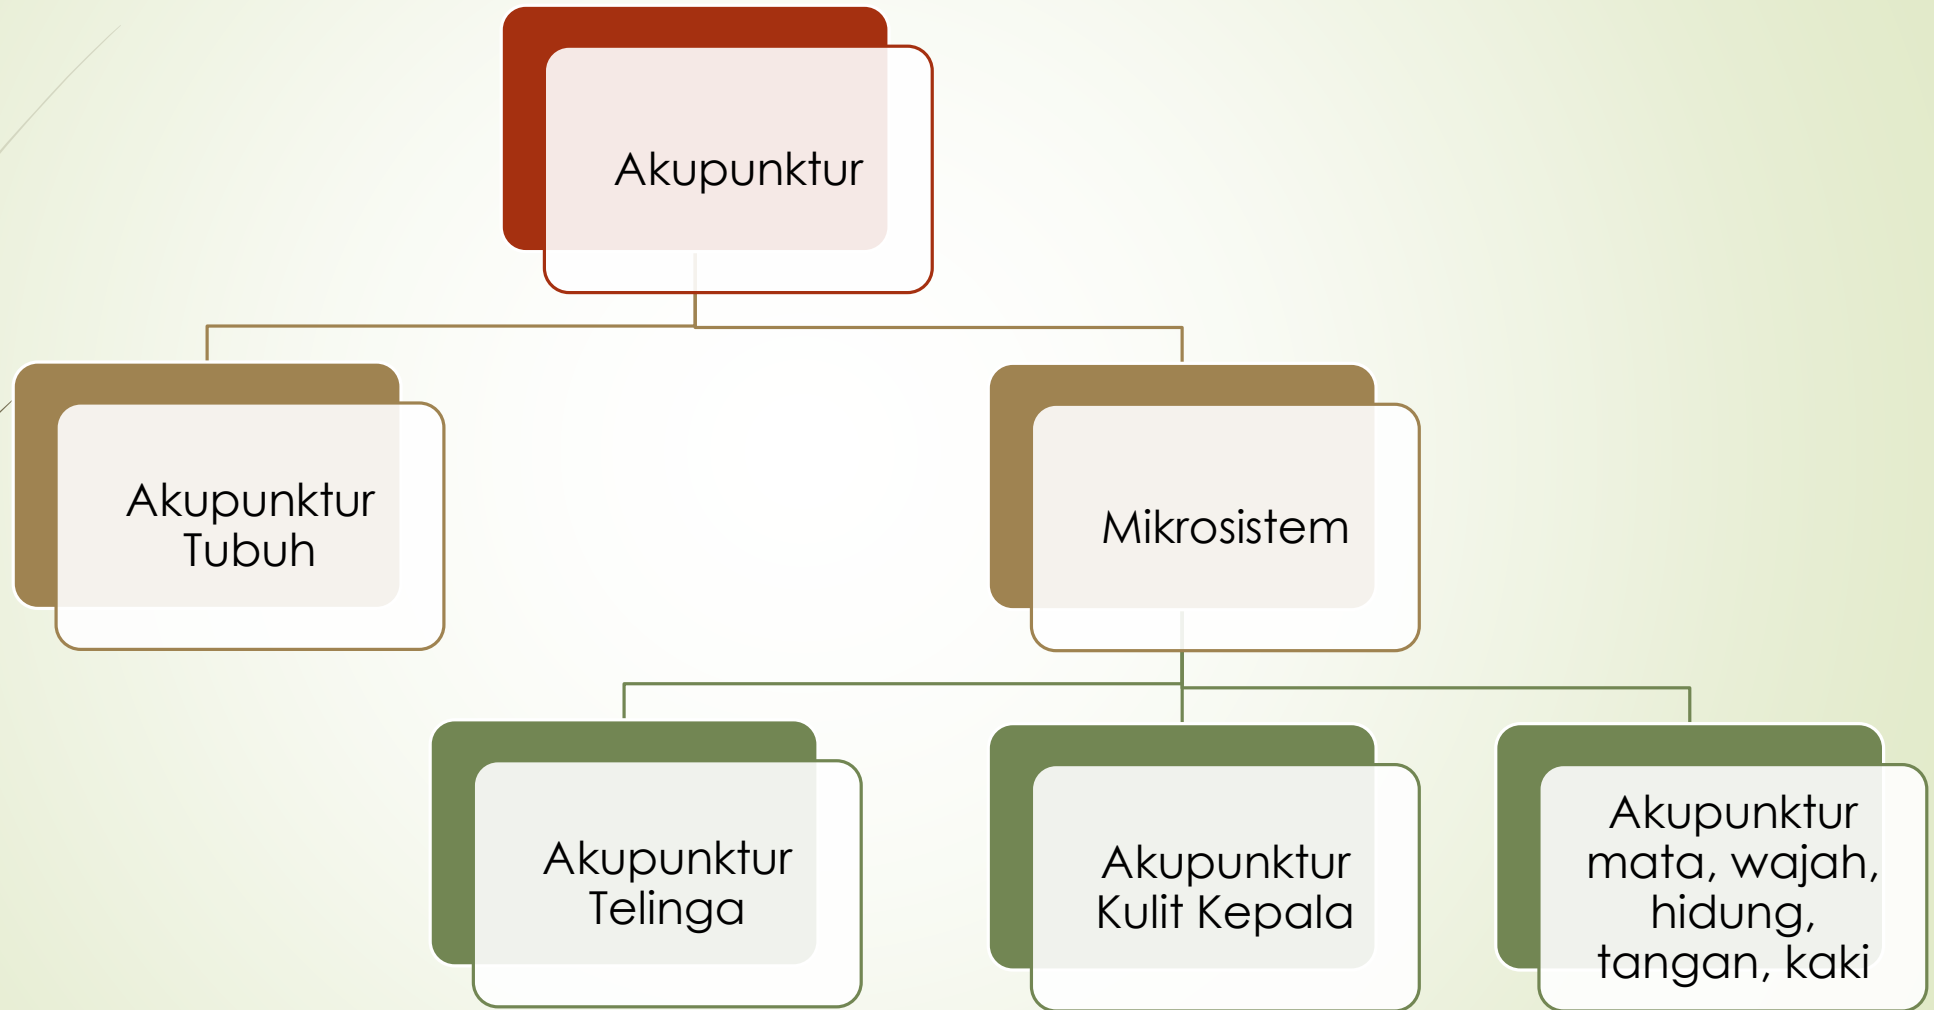 Akupunktur
Akupunktur
Tubuh
Mikrosistem
Akupunktur
Telinga
Akupunktur
Kulit Kepala
Akupunktur
mata, wajah,
hidung,
tangan, kaki